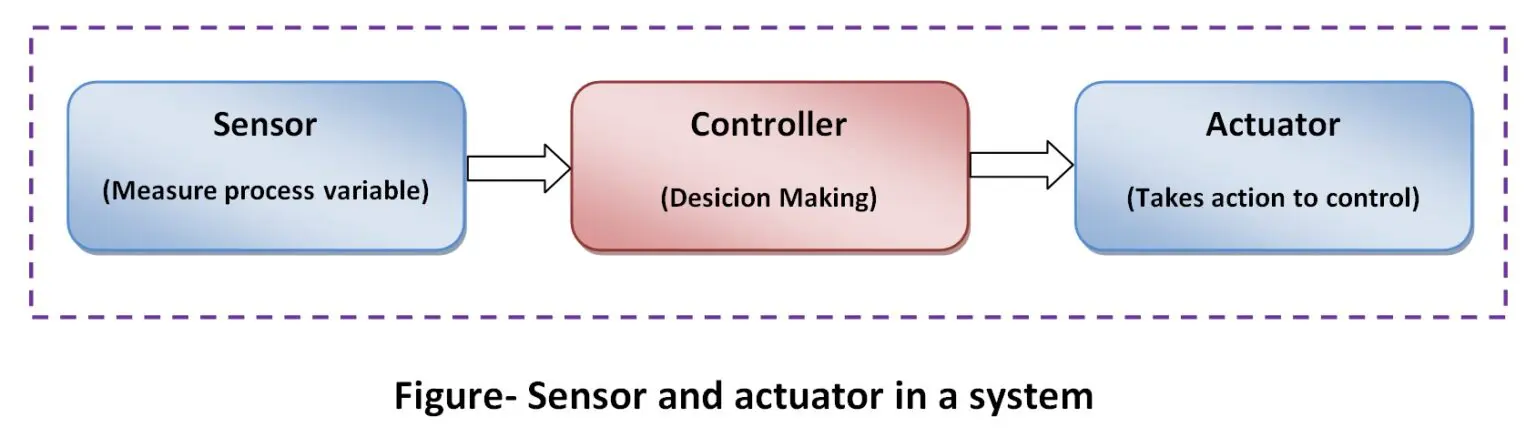 Sensor
(Measure process variable)
Controller
(Desicion Making)
Actuator
(Takes action to control)
Figure- Sensor and actuator in a system